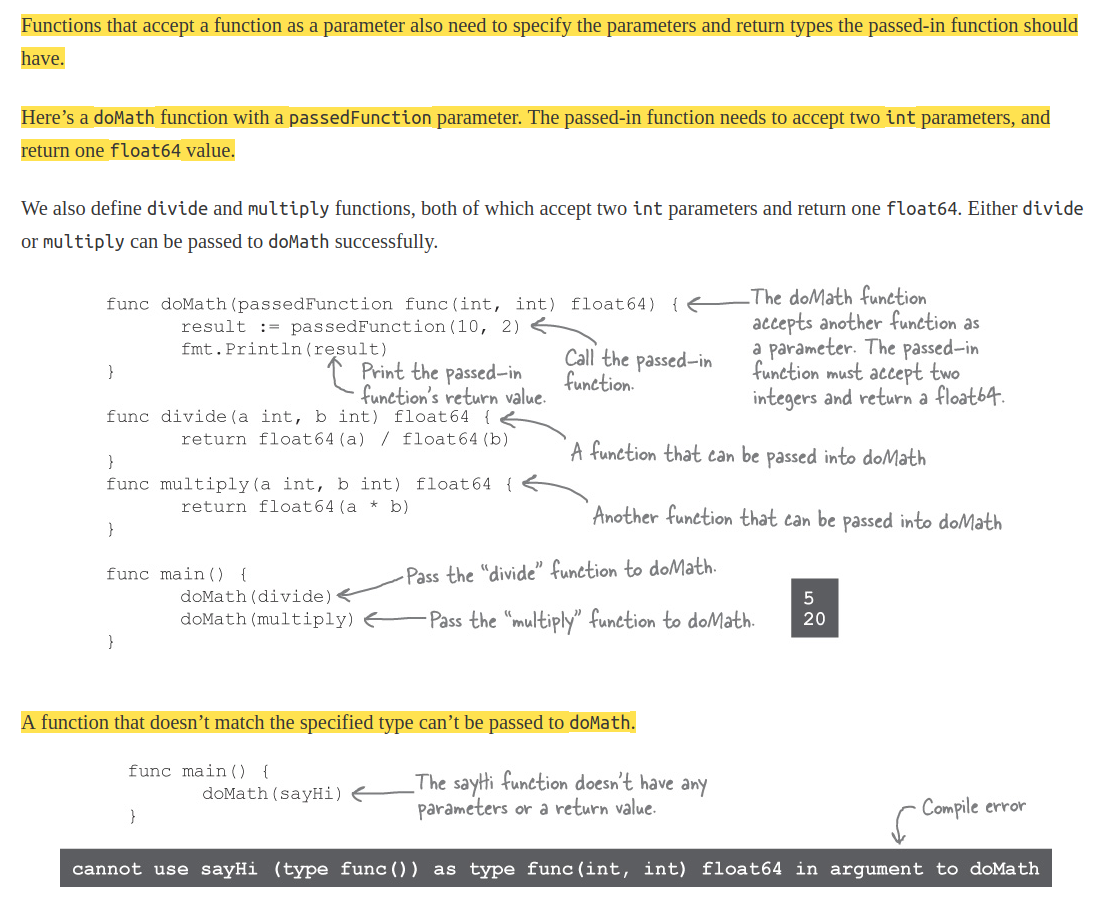 Functions that accept a function as a parameter also need to specify the parameters and return types the passed-in function should
have.
Here’s a doMath function with a passedFunction parameter. The passed-in function needs to accept two int parameters, and
return one float64 value.
We also define divide and multiply functions, both of which accept two int parameters and return one float64. Either divide
or multiply can be passed to doMath successfully.
func doMath(passedFunction func(int, int) float64) {
result := passedFunction(10, 2)
fmt.Println(result)
}
The doMath function
accepts another function as
a parameter. The passed-in
function must accept two
integers and return a float64.
Call the passed-in
function.
Print the passed-in
function's return value.
func divide(a int, b int) float64 {
return float64(a) / float64(b)
}
A function that can be passed into doMath
func multiply(a int, b int) float64 {
return float64(a * b)
}
Another function that can be passed into doMath
func main() {
doMath(divide)
doMath(multiply)
}
Pass the “divide” function to doMath.
Pass the “multiply” function to doMath.
5
20
A function that doesn’t match the specified type can’t be passed to doMath.
func main() {
doMath(sayHi)
}
The sayHi function doesn't have any
parameters or a return value.
Compile error
cannot use sayHi (type func()) as type func(int, int) float64 in argument to doMath